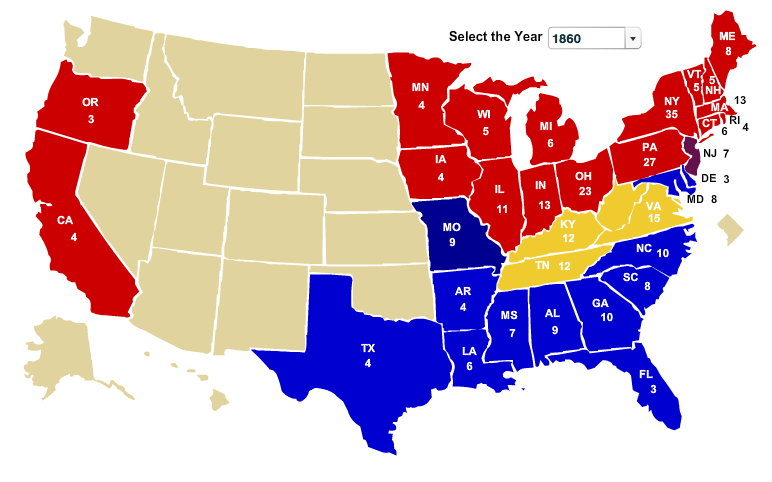 Select the Year 1860
ME
8
VT
5
5
NH
OR
3
MN
4
WI
5
MI
6
NY
35
MA
13
RI
4
CT
6
PA
27
NJ 7
IA
4
OH
23
DE 3
IL
11
IN
13
MD 8
CA
4
MO
9
KY
12
VA
15
TN 12
NC 10
AR
4
SC
8
MS
7
AL
9
GA
10
TX
4
LA
6
FL
3